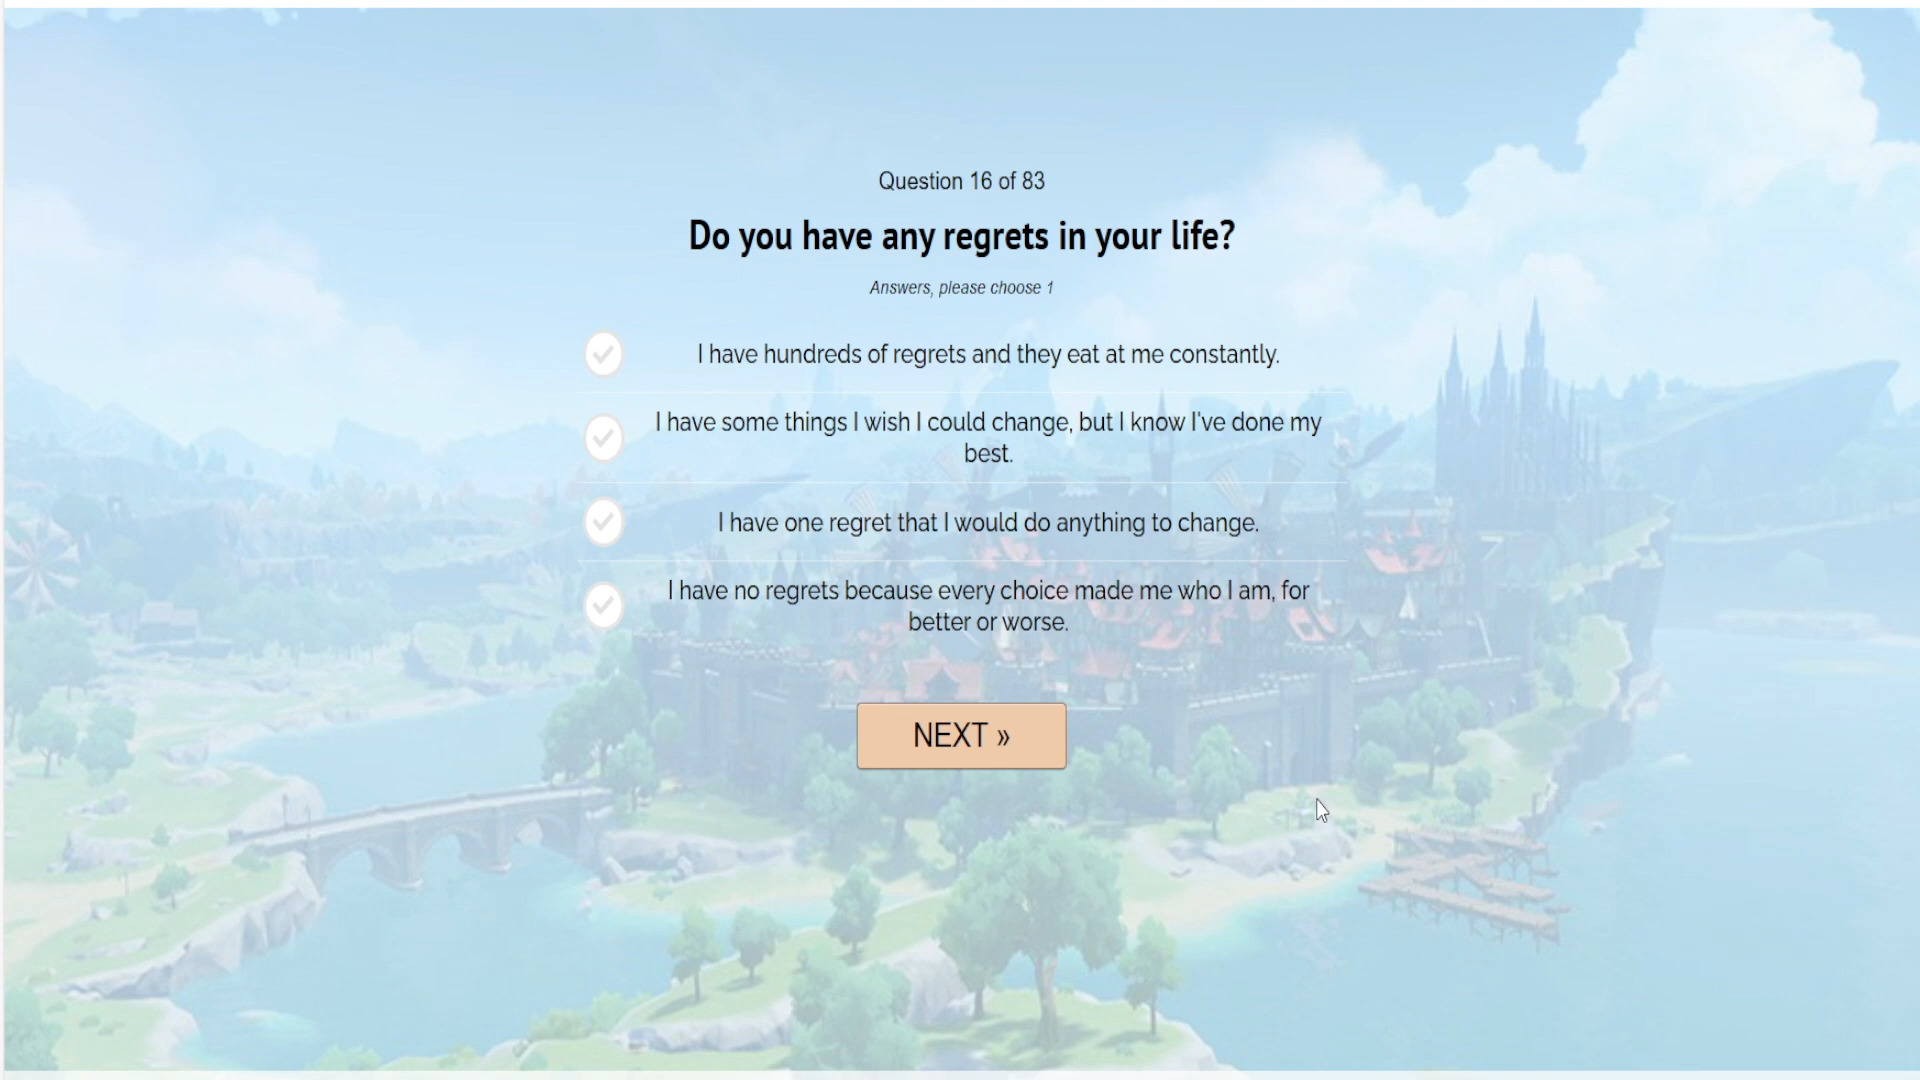 Question 16 of 83
Do you have any regrets in your life?
Answers, please choose 1
I have hundreds of regrets and they eat at me constantly.
I have some things I wish I could change, but I know I've done my
best.
I have one regret that I would do anything to change.
I have no regrets because every choice made me who I am, for
better or worse.
NEXT »